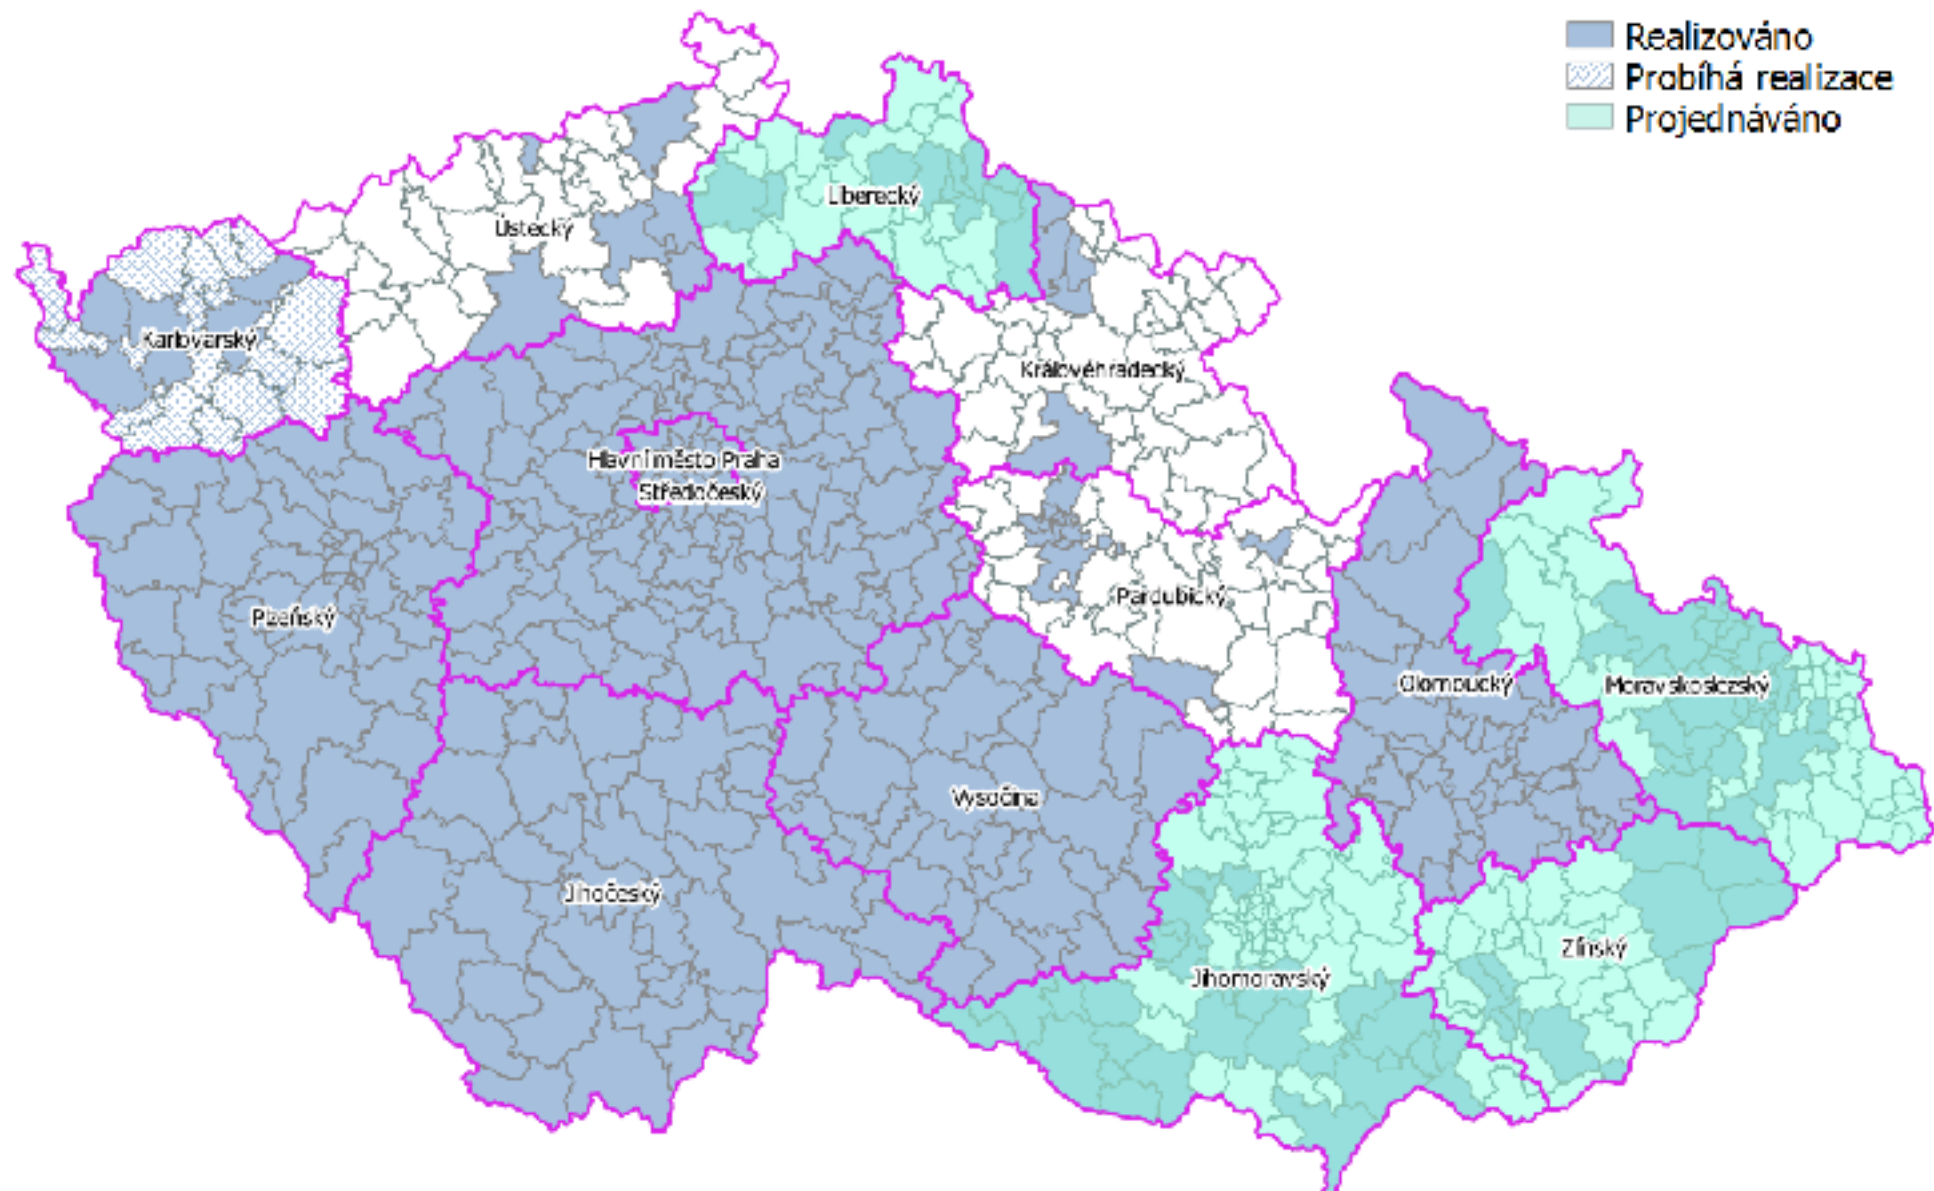 Realizováno
Probíhá realizace
Projednáváno
Liberecký
Ústecký
Karlovarský
Královéhradecký
Hlavní město Praha
Středočeský
Pardubický
Plzeňský
Olomoucký
Moravskoslezský
Vysočina
Jihočeský
Zlínský
Jihomoravský